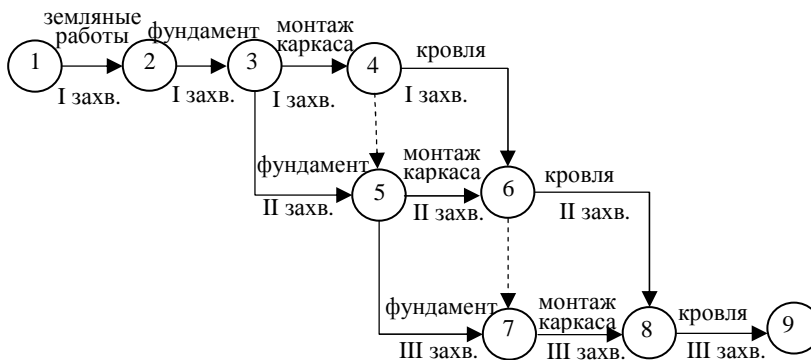 земляные
работы
фундамент
монтаж
каркаса
кровля
1
2
3
4
I захв.
I захв.
I захв.
I захв.
фундамент
монтаж
каркаса
кровля
5
6
II захв.
II захв.
II захв.
фундамент
монтаж
каркаса
кровля
7
8
9
III захв.
III захв.
III захв.